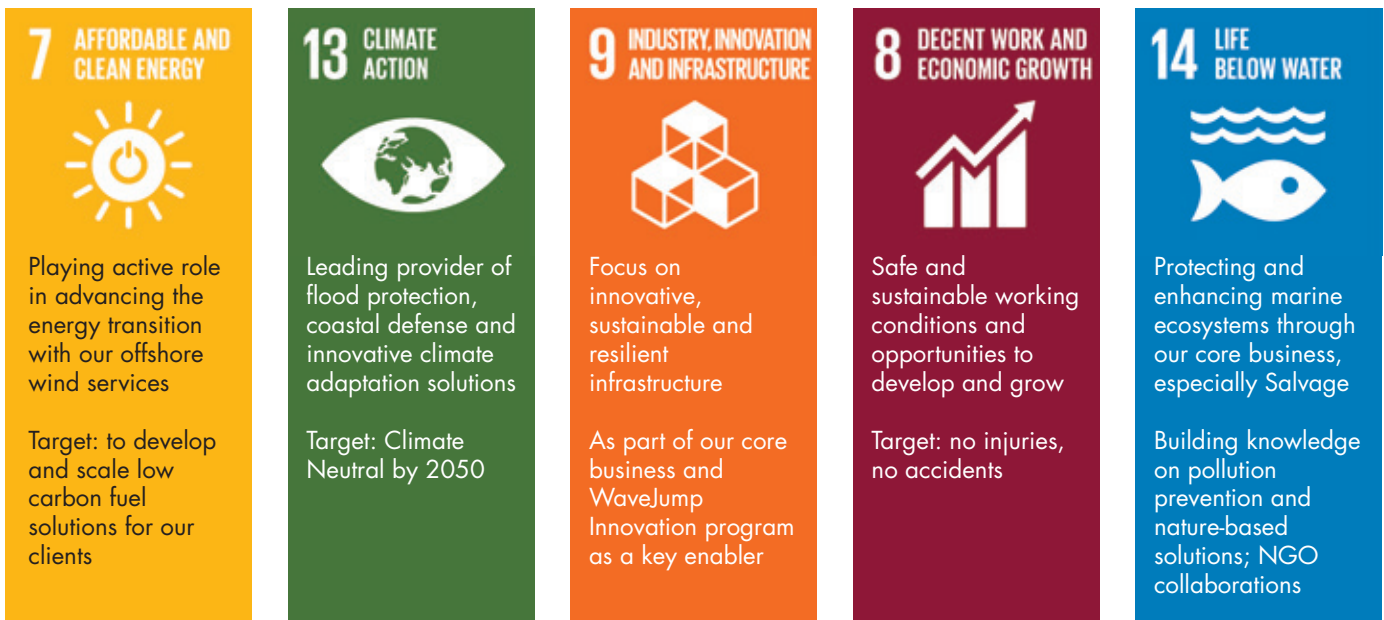 7
AFFORDABLE AND
CLEAN ENERGY
Playing active role
in advancing the
energy transition
with our offshore
wind services
Target: to develop
and scale low
carbon fuel
solutions for our
clients
13
CLIMATE
ACTION
Leading provider of
flood protection,
coastal defense and
innovative climate
adaptation solutions
Target: Climate
Neutral by 2050
9
INDUSTRY, INNOVATION
AND INFRASTRUCTURE
Focus on
innovative,
sustainable and
resilient
infrastructure
As part of our core
business and
WaveJump
Innovation program
as a key enabler
8
DECENT WORK AND
ECONOMIC GROWTH
Safe and
sustainable working
conditions and
opportunities to
develop and grow
Target: no injuries,
no accidents
14
LIFE
BELOW WATER
Protecting and
enhancing marine
ecosystems through
our core business,
especially Salvage
Building knowledge
on pollution
prevention and
nature-based
solutions; NGO
collaborations